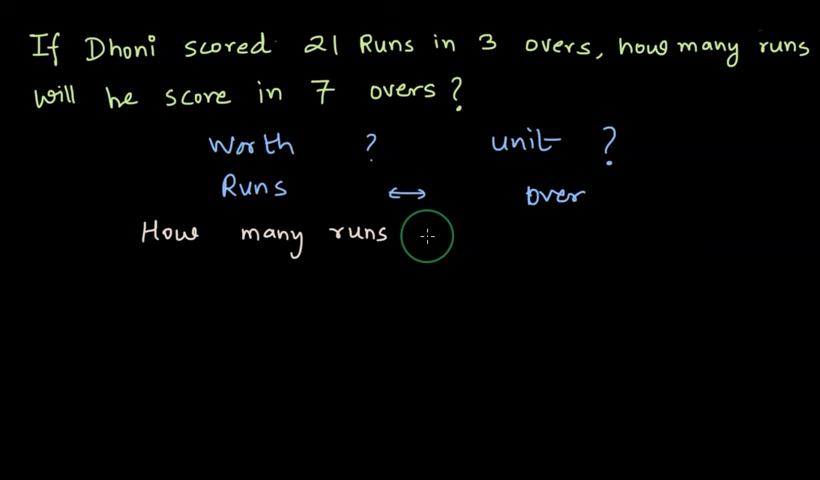 If Dhoni scored 21 Runs in 3 overs, how many runs
will he score in 7 overs?
Worth ? unit ?
Runs ↔ over
How many runs